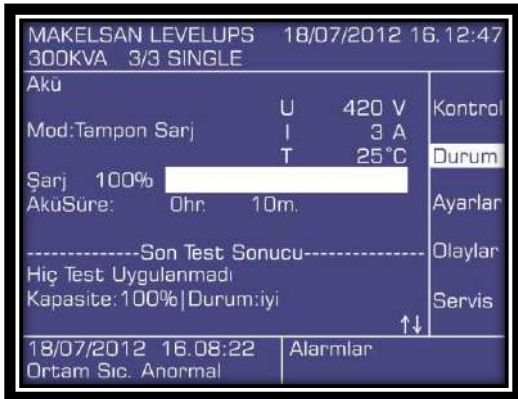 MAKELSAN LEVELUPS 18/07/2012 16.12:47
300KVA 3/3 SINGLE
Akü
U 420 V
Mod:Tampon Sarj I 3 A
T 25°C
Şarj 100%
AküSüre: 0hr. 10m.
--------------Son Test Sonucu---------------
Hiç Test Uygulanmadı
Kapasite:100%|Durum:iyi
↑↓
Kontrol
Durum
Ayarlar
Olaylar
Servis
18/07/2012 16.08:22
Ortam Sıc. Anormal
Alarmlar